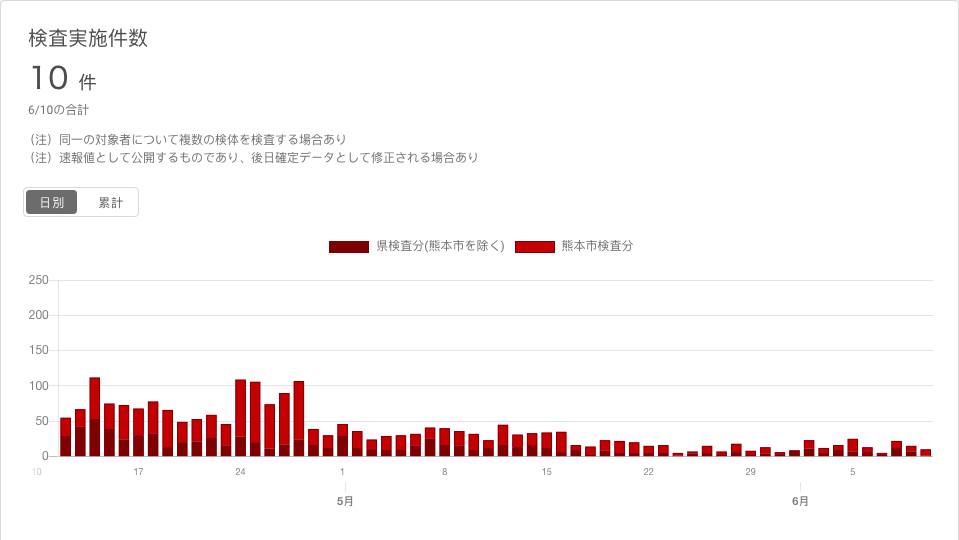 検査実施件数
10 件
6/10の合計
（注）同一の対象者について複数の検体を検査する場合あり
（注）速報値として公開するものであり、後日確定データとして修正される場合あり
日別 累計
県検査分(熊本市を除く) 熊本市検査分
250
200
150
100
50
0
10 17 24 1 8 15 22 29 5
5月 6月